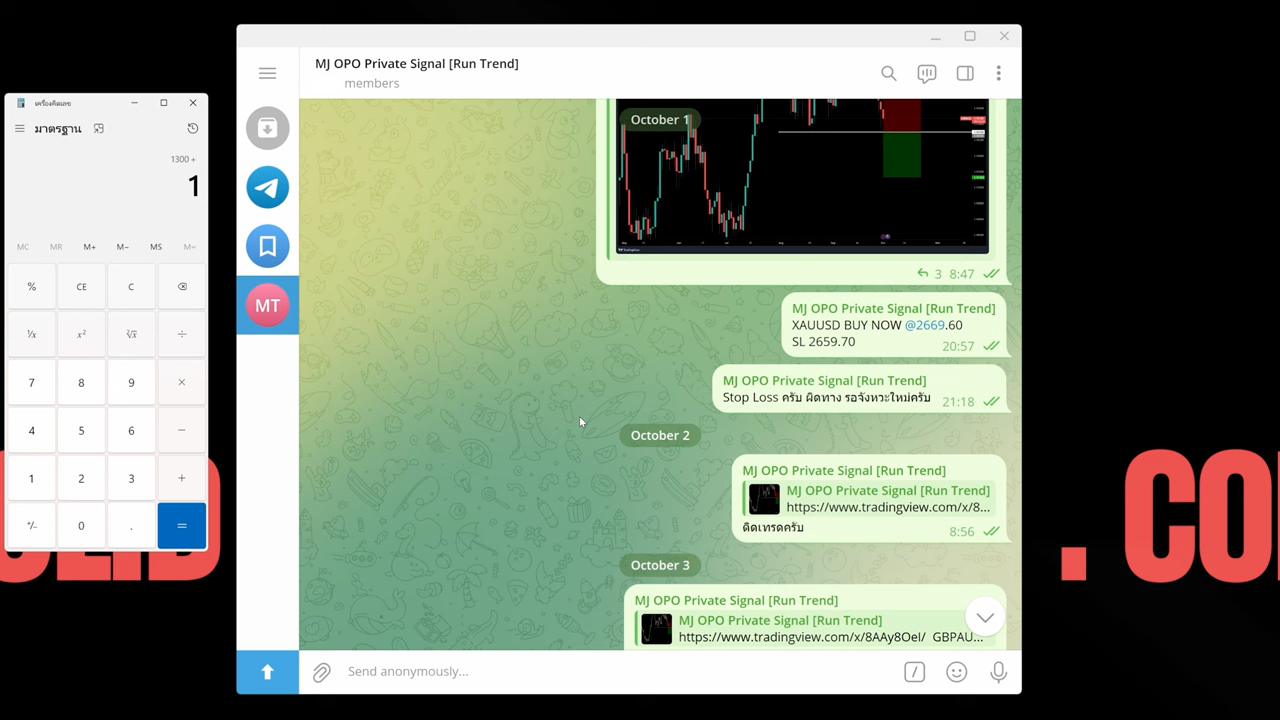 เครื่องคิดเลข
มาตรฐาน
1300 +
1
MC MR M+ M− MS M˅
% CE C
¹/x x² ²√x ÷
7 8 9 ×
4 5 6 −
1 2 3 +
+/− 0 . =
MJ OPO Private Signal [Run Trend]
members
MT
October 1
3 8:47
MJ OPO Private Signal [Run Trend]
XAUUSD BUY NOW @2669.60
SL 2659.70
20:57
MJ OPO Private Signal [Run Trend]
Stop Loss ครับ ผิดทาง รอจังหวะใหม่ครับ
21:18
October 2
MJ OPO Private Signal [Run Trend]
MJ OPO Private Signal [Run Trend]
https://www.tradingview.com/x/8...
ติดเทรดครับ
8:56
October 3
MJ OPO Private Signal [Run Trend]
MJ OPO Private Signal [Run Trend]
https://www.tradingview.com/x/8AAy8OeI/ GBPAU...
Send anonymously...
. CO